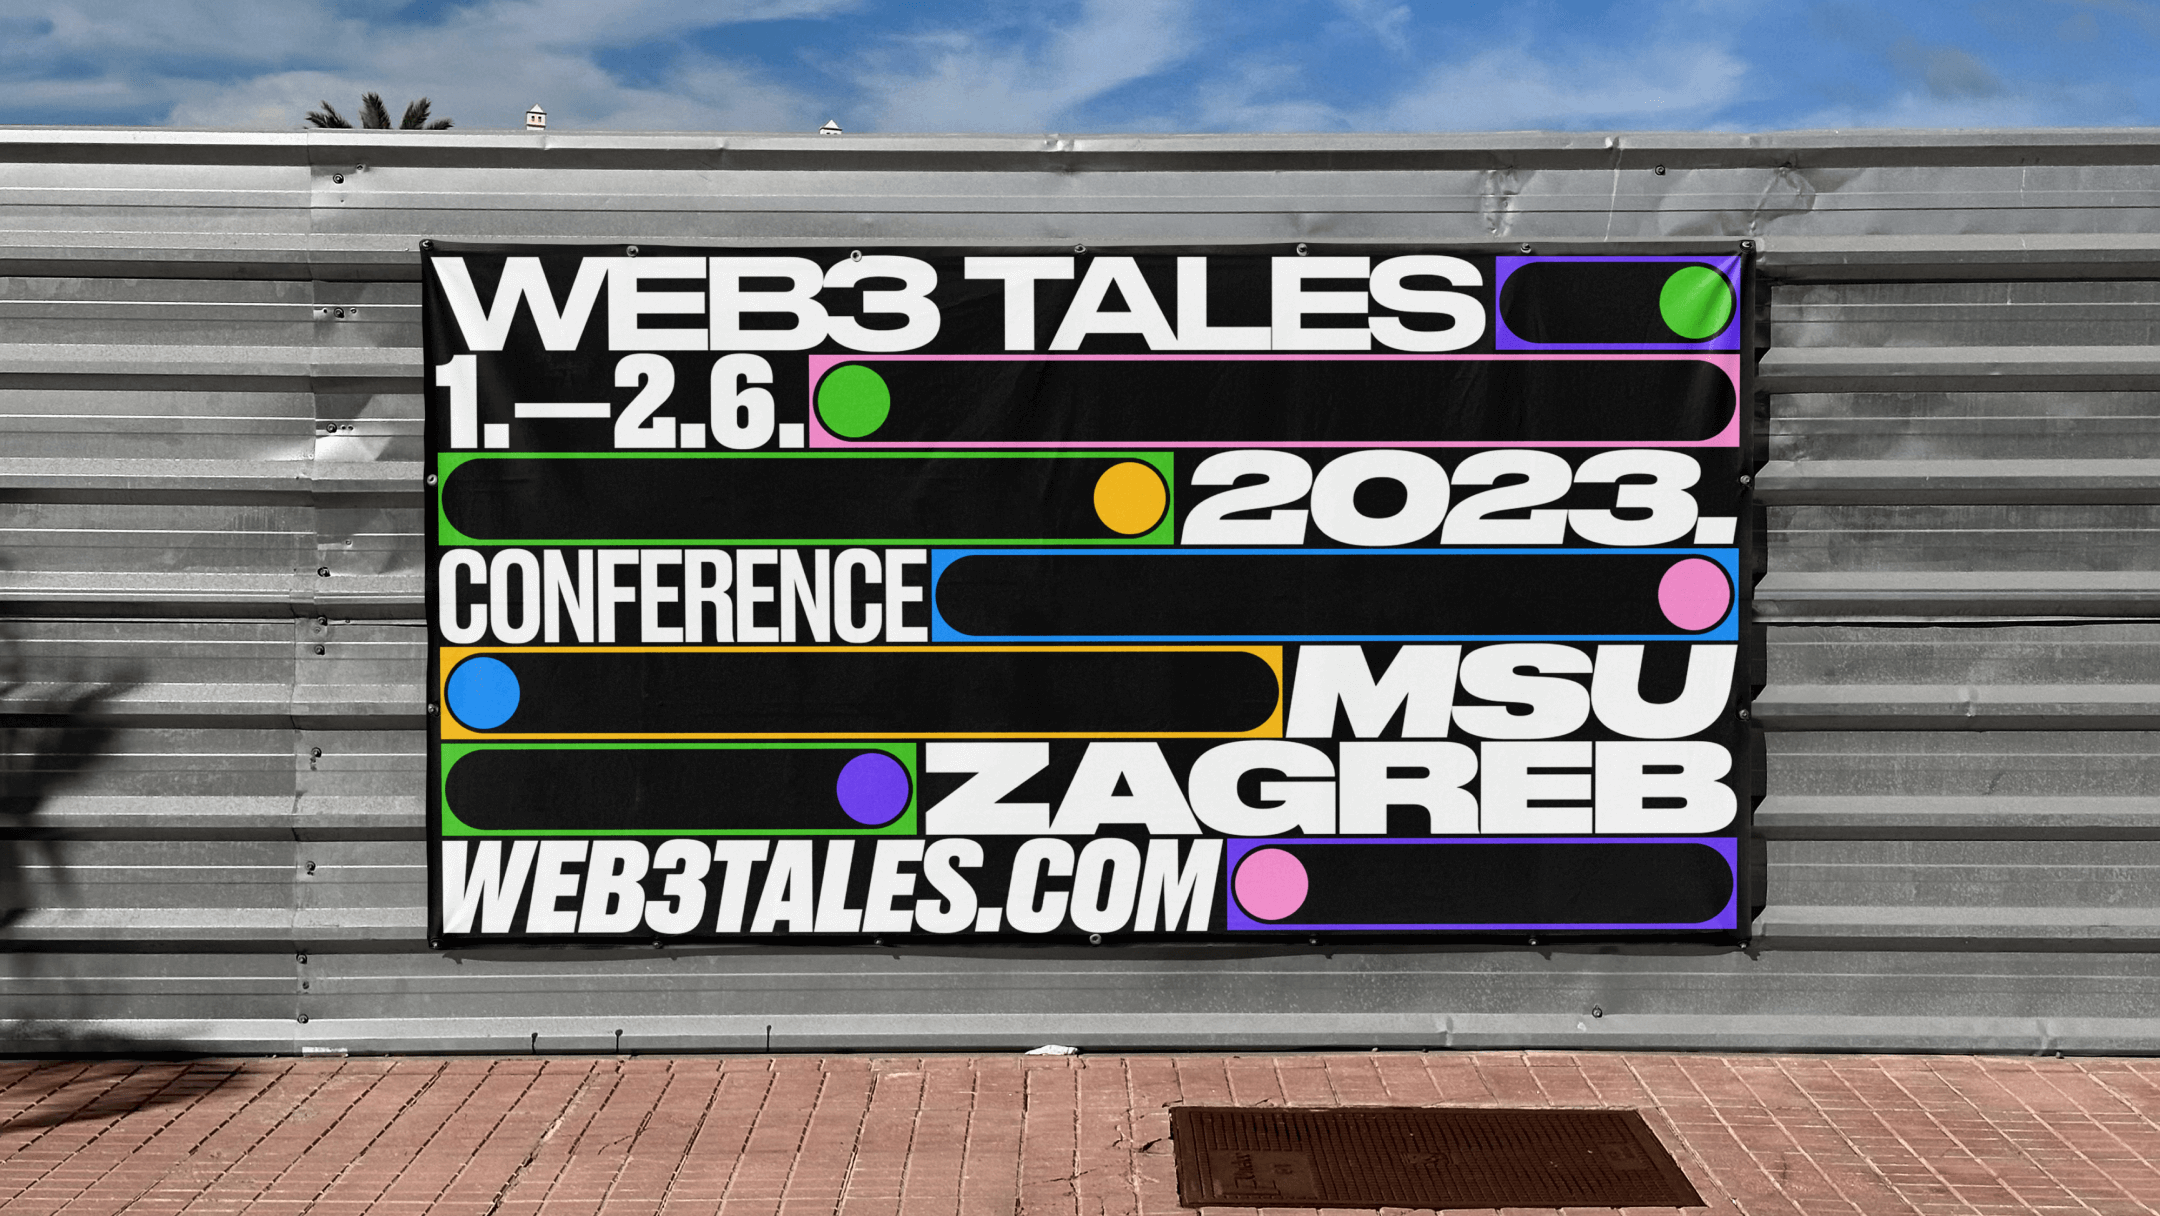 WEB3 TALES
1.—2.6.
2023.
CONFERENCE
MSU
ZAGREB
WEB3TALES.COM